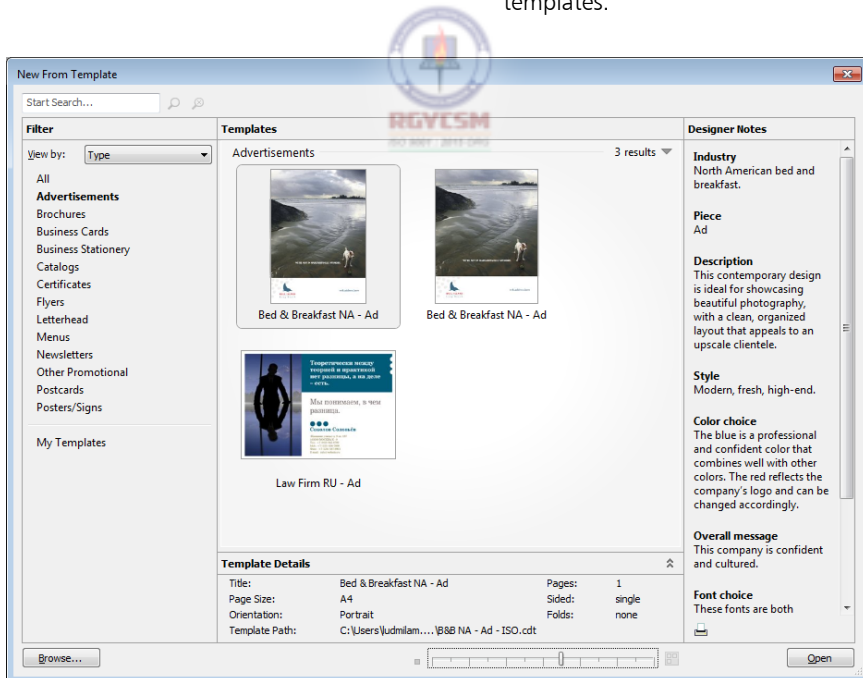 templates.
New From Template
RGYCSM
ISO 9001 : 2015 ORG
Start Search...
Filter
View by: Type
All
Advertisements
Brochures
Business Cards
Business Stationery
Catalogs
Certificates
Flyers
Letterhead
Menus
Newsletters
Other Promotional
Postcards
Posters/Signs
My Templates
Templates
Advertisements 3 results
Bed & Breakfast NA - Ad
Bed & Breakfast NA - Ad
Теоретически между
теорией и практикой
нет разницы, а на деле
– есть.
Мы понимаем, в чем
разница.
Law Firm RU - Ad
Template Details
Title: Bed & Breakfast NA - Ad Pages: 1
Page Size: A4 Sided: single
Orientation: Portrait Folds: none
Template Path: C:\Users\ludmilam....\B&B NA - Ad - ISO.cdt
Designer Notes
Industry
North American bed and
breakfast.
Piece
Ad
Description
This contemporary design
is ideal for showcasing
beautiful photography,
with a clean, organized
layout that appeals to an
upscale clientele.
Style
Modern, fresh, high-end.
Color choice
The blue is a professional
and confident color that
combines well with other
colors. The red reflects the
company's logo and can be
changed accordingly.
Overall message
This company is confident
and cultured.
Font choice
These fonts are both
Browse...
Open